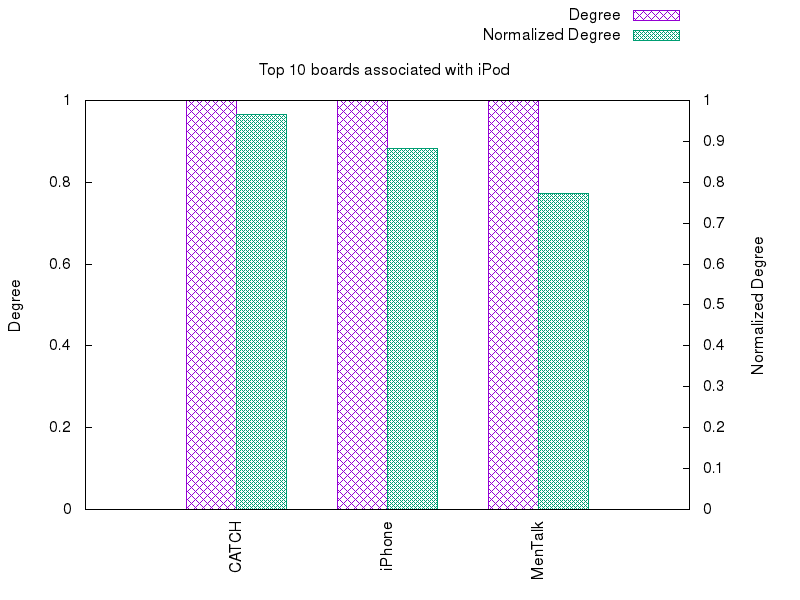 Degree
Normalized Degree
Top 10 boards associated with iPod
1
0.8
0.6
0.4
0.2
0
Degree
1
0.9
0.8
0.7
0.6
0.5
0.4
0.3
0.2
0.1
0
Normalized Degree
CATCH
iPhone
MenTalk